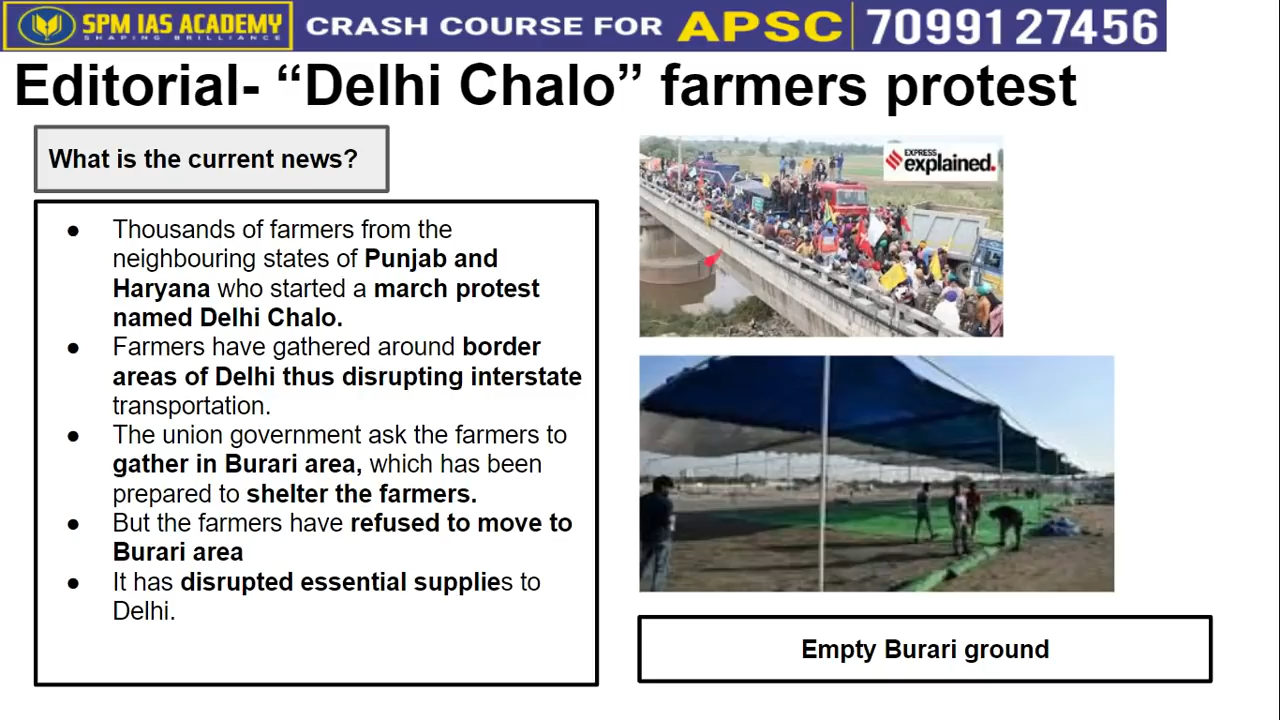 SPM IAS ACADEMY
SHAPING BRILLIANCE
CRASH COURSE FOR APSC 7099127456
Editorial- “Delhi Chalo” farmers protest
What is the current news?
● Thousands of farmers from the
neighbouring states of Punjab and
Haryana who started a march protest
named Delhi Chalo.
● Farmers have gathered around border
areas of Delhi thus disrupting interstate
transportation.
● The union government ask the farmers to
gather in Burari area, which has been
prepared to shelter the farmers.
● But the farmers have refused to move to
Burari area
● It has disrupted essential supplies to
Delhi.
EXPRESS
explained.
Empty Burari ground